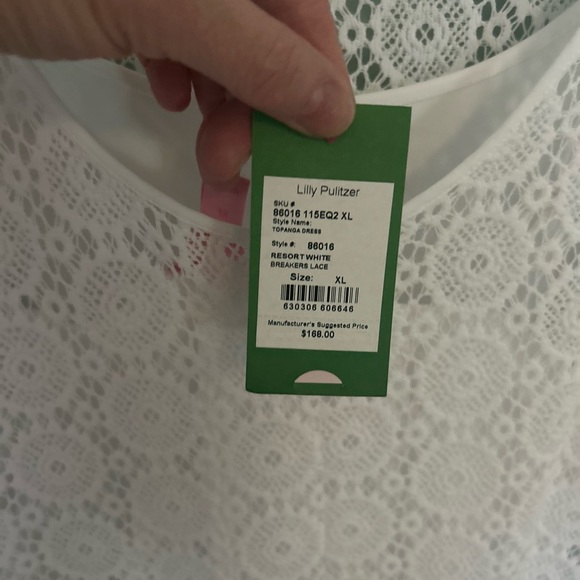 Lilly Pulitzer
SKU #
86016 115EQ2 XL
Style Name:
TOPANGA DRESS
Style #: 86016
RESORT WHITE
BREAKERS LACE
Size: XL
630306 606646
Manufacturer's Suggested Price
$168.00